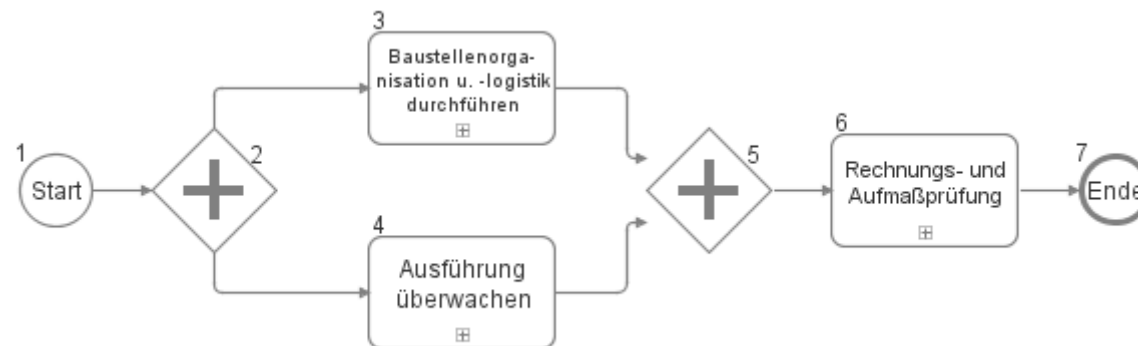 1
Start
2
3
Baustellenorga-
nisation u. -logistik
durchführen
4
Ausführung
überwachen
5
6
Rechnungs- und
Aufmaßprüfung
7
Ende